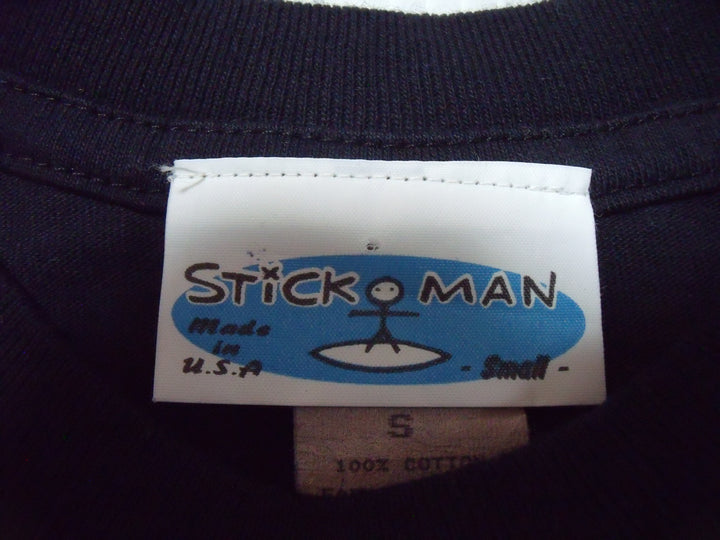 STiCK MAN
Made
in
U.S.A
- Small -
S
100% COTTON